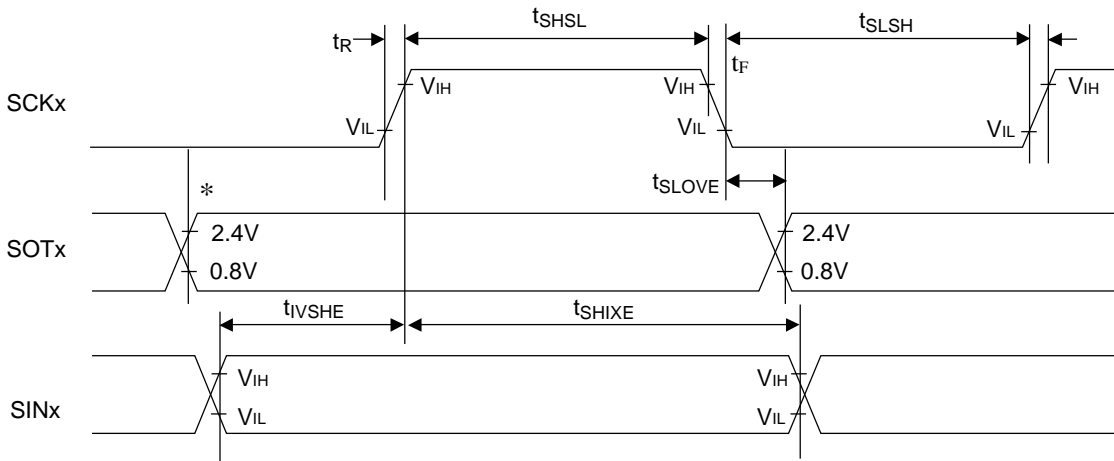 tSHSL tSLSH
tR tF
SCKx VIH VIH VIH
VIL VIL VIL
* tSLOVE
SOTx 2.4V 2.4V
0.8V 0.8V
tIVSHE tSHIXE
SINx VIH VIH
VIL VIL